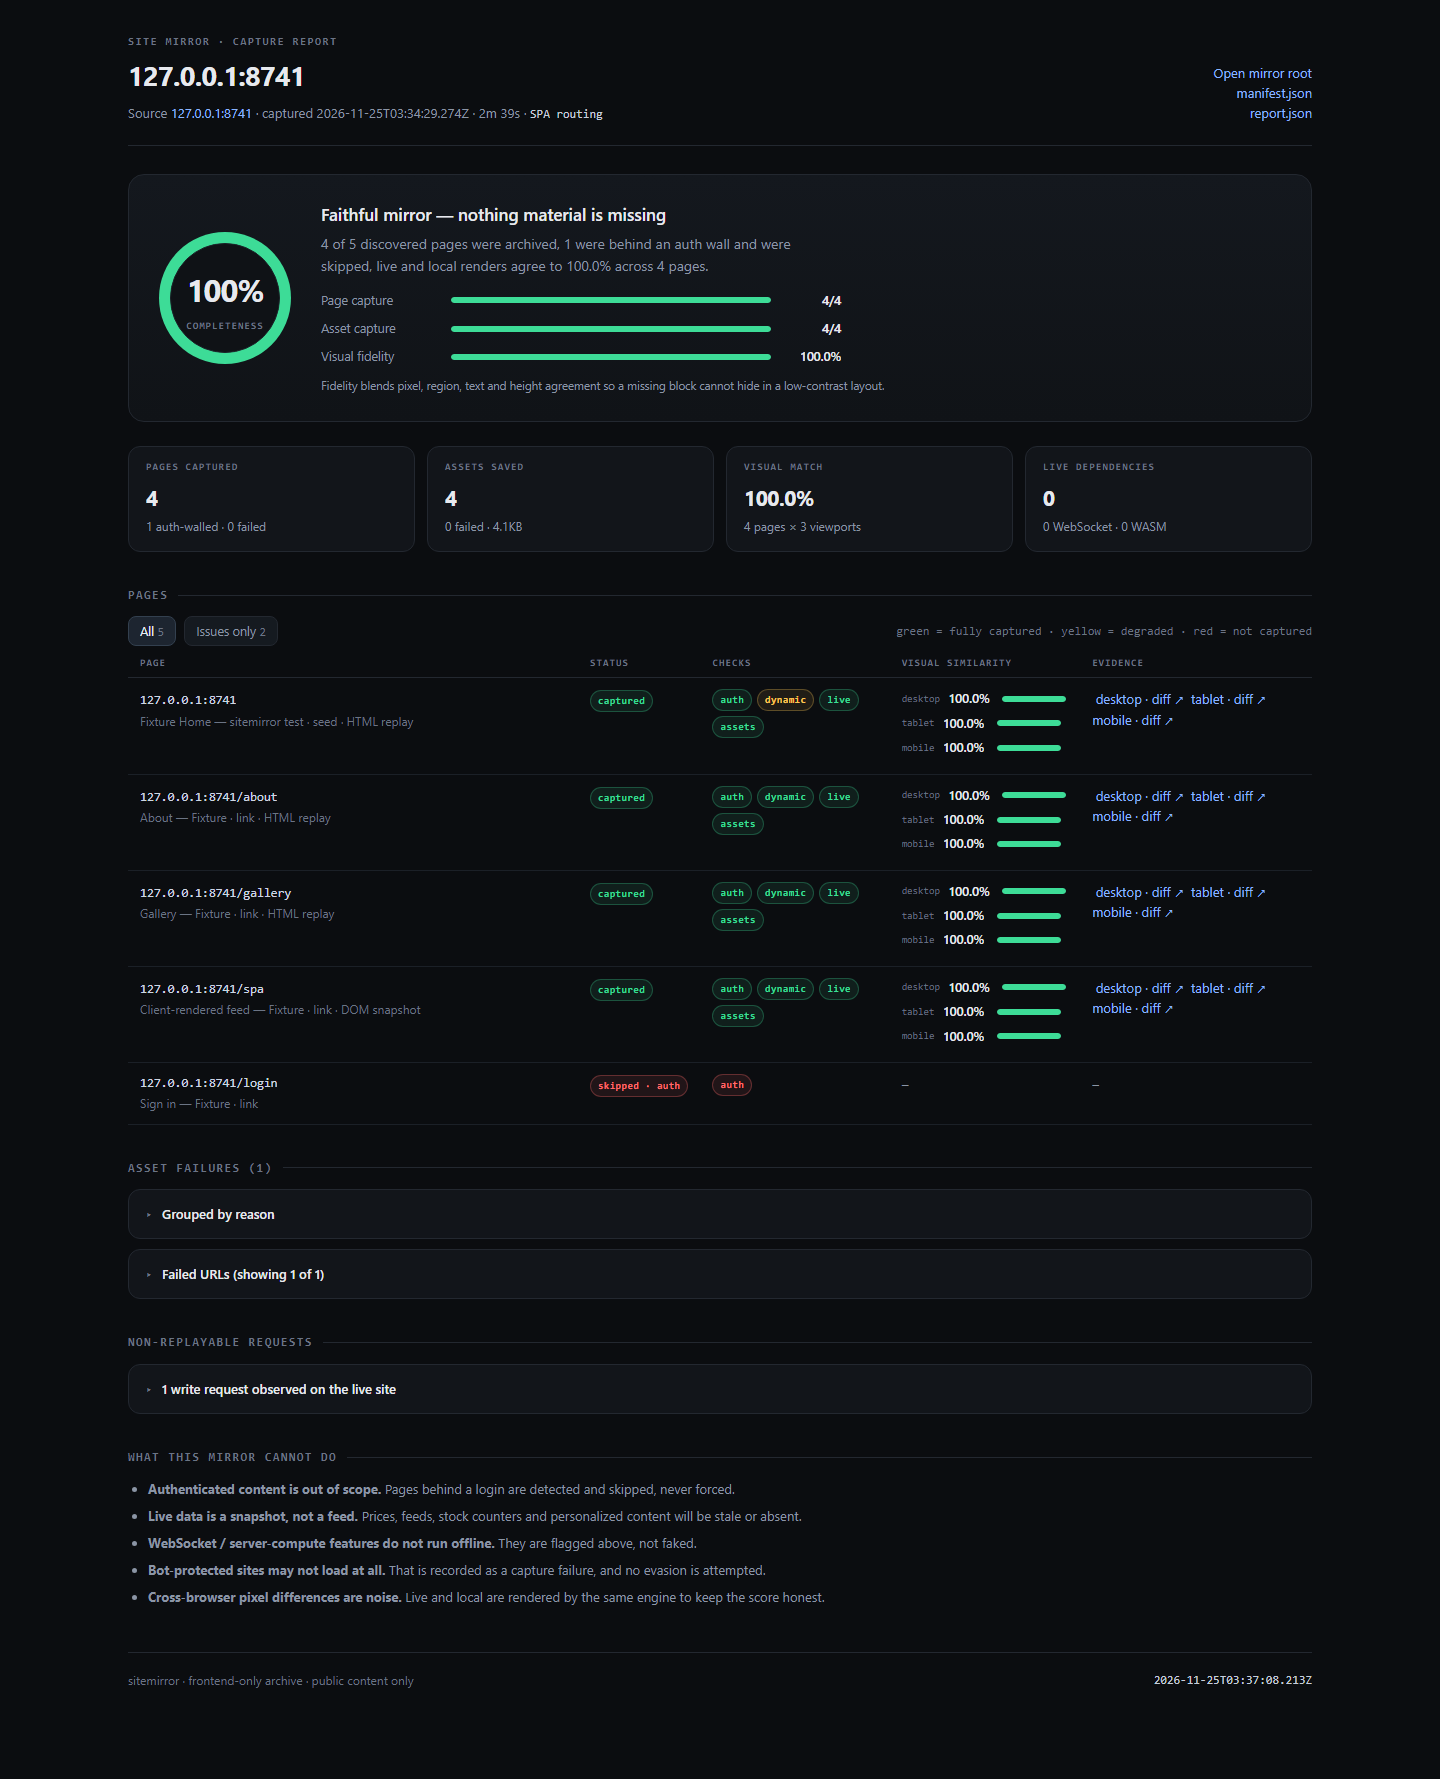 SITE MIRROR · CAPTURE REPORT
127.0.0.1:8741
Source 127.0.0.1:8741 · captured 2026-11-25T03:34:29.274Z · 2m 39s · SPA routing
Open mirror root
manifest.json
report.json
100%
COMPLETENESS
Faithful mirror — nothing material is missing
4 of 5 discovered pages were archived, 1 were behind an auth wall and were
skipped, live and local renders agree to 100.0% across 4 pages.
Page capture 4/4
Asset capture 4/4
Visual fidelity 100.0%
Fidelity blends pixel, region, text and height agreement so a missing block cannot hide in a low-contrast layout.
PAGES CAPTURED
4
1 auth-walled · 0 failed
ASSETS SAVED
4
0 failed · 4.1KB
VISUAL MATCH
100.0%
4 pages × 3 viewports
LIVE DEPENDENCIES
0
0 WebSocket · 0 WASM
PAGES
All 5 Issues only 2
green = fully captured · yellow = degraded · red = not captured
PAGE STATUS CHECKS VISUAL SIMILARITY EVIDENCE
127.0.0.1:8741
Fixture Home — sitemirror test · seed · HTML replay
captured
auth dynamic live
assets
desktop 100.0%
tablet 100.0%
mobile 100.0%
desktop · diff ↗ tablet · diff ↗
mobile · diff ↗
127.0.0.1:8741/about
About — Fixture · link · HTML replay
captured
auth dynamic live
assets
desktop 100.0%
tablet 100.0%
mobile 100.0%
desktop · diff ↗ tablet · diff ↗
mobile · diff ↗
127.0.0.1:8741/gallery
Gallery — Fixture · link · HTML replay
captured
auth dynamic live
assets
desktop 100.0%
tablet 100.0%
mobile 100.0%
desktop · diff ↗ tablet · diff ↗
mobile · diff ↗
127.0.0.1:8741/spa
Client-rendered feed — Fixture · link · DOM snapshot
captured
auth dynamic live
assets
desktop 100.0%
tablet 100.0%
mobile 100.0%
desktop · diff ↗ tablet · diff ↗
mobile · diff ↗
127.0.0.1:8741/login
Sign in — Fixture · link
skipped · auth
auth
—
—
ASSET FAILURES (1)
▸ Grouped by reason
▸ Failed URLs (showing 1 of 1)
NON-REPLAYABLE REQUESTS
▸ 1 write request observed on the live site
WHAT THIS MIRROR CANNOT DO
• Authenticated content is out of scope. Pages behind a login are detected and skipped, never forced.
• Live data is a snapshot, not a feed. Prices, feeds, stock counters and personalized content will be stale or absent.
• WebSocket / server-compute features do not run offline. They are flagged above, not faked.
• Bot-protected sites may not load at all. That is recorded as a capture failure, and no evasion is attempted.
• Cross-browser pixel differences are noise. Live and local are rendered by the same engine to keep the score honest.
sitemirror · frontend-only archive · public content only
2026-11-25T03:37:08.213Z